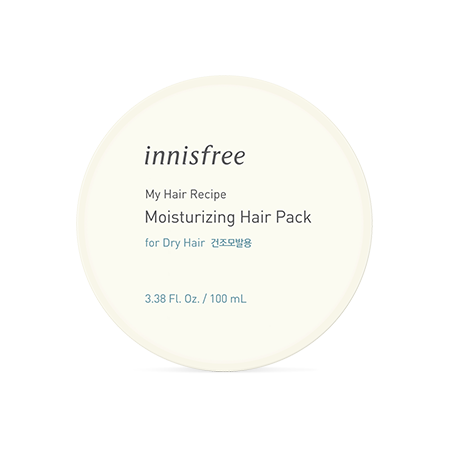 innisfree
My Hair Recipe
Moisturizing Hair Pack
for Dry Hair 건조모발용
3.38 Fl. Oz. / 100 mL